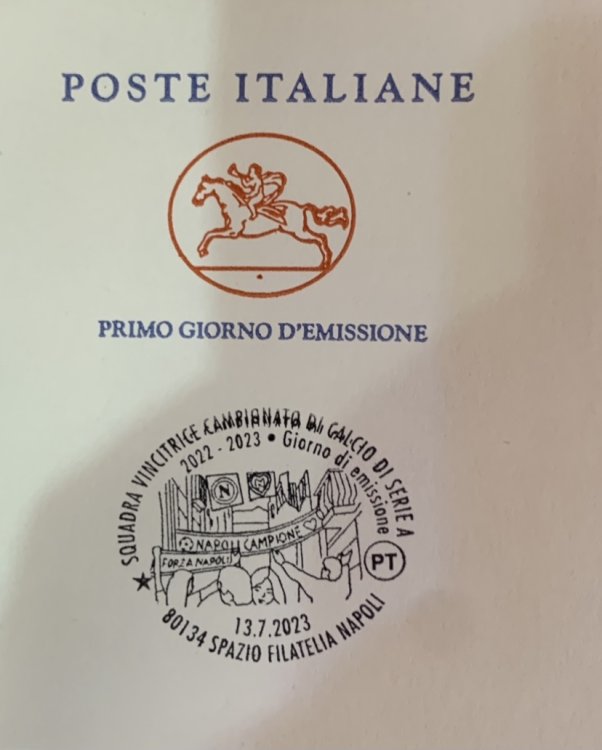 POSTE ITALIANE
PRIMO GIORNO D'EMISSIONE
SQUADRA VINCITRICE CAMPIONATO DI CALCIO DI SERIE A
2022 - 2023 • Giorno di emissione
N
NAPOLI CAMPIONE
FORZA NAPOLI
PT
13.7.2023
80134 SPAZIO FILATELIA NAPOLI